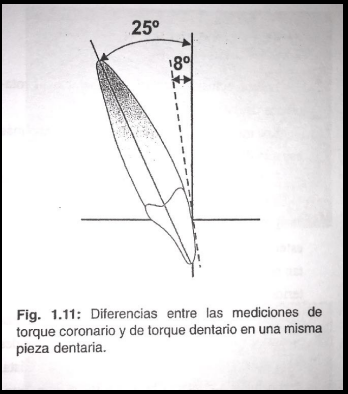 25º
8º
Fig. 1.11: Diferencias entre las mediciones de
torque coronario y de torque dentario en una misma
pieza dentaria.